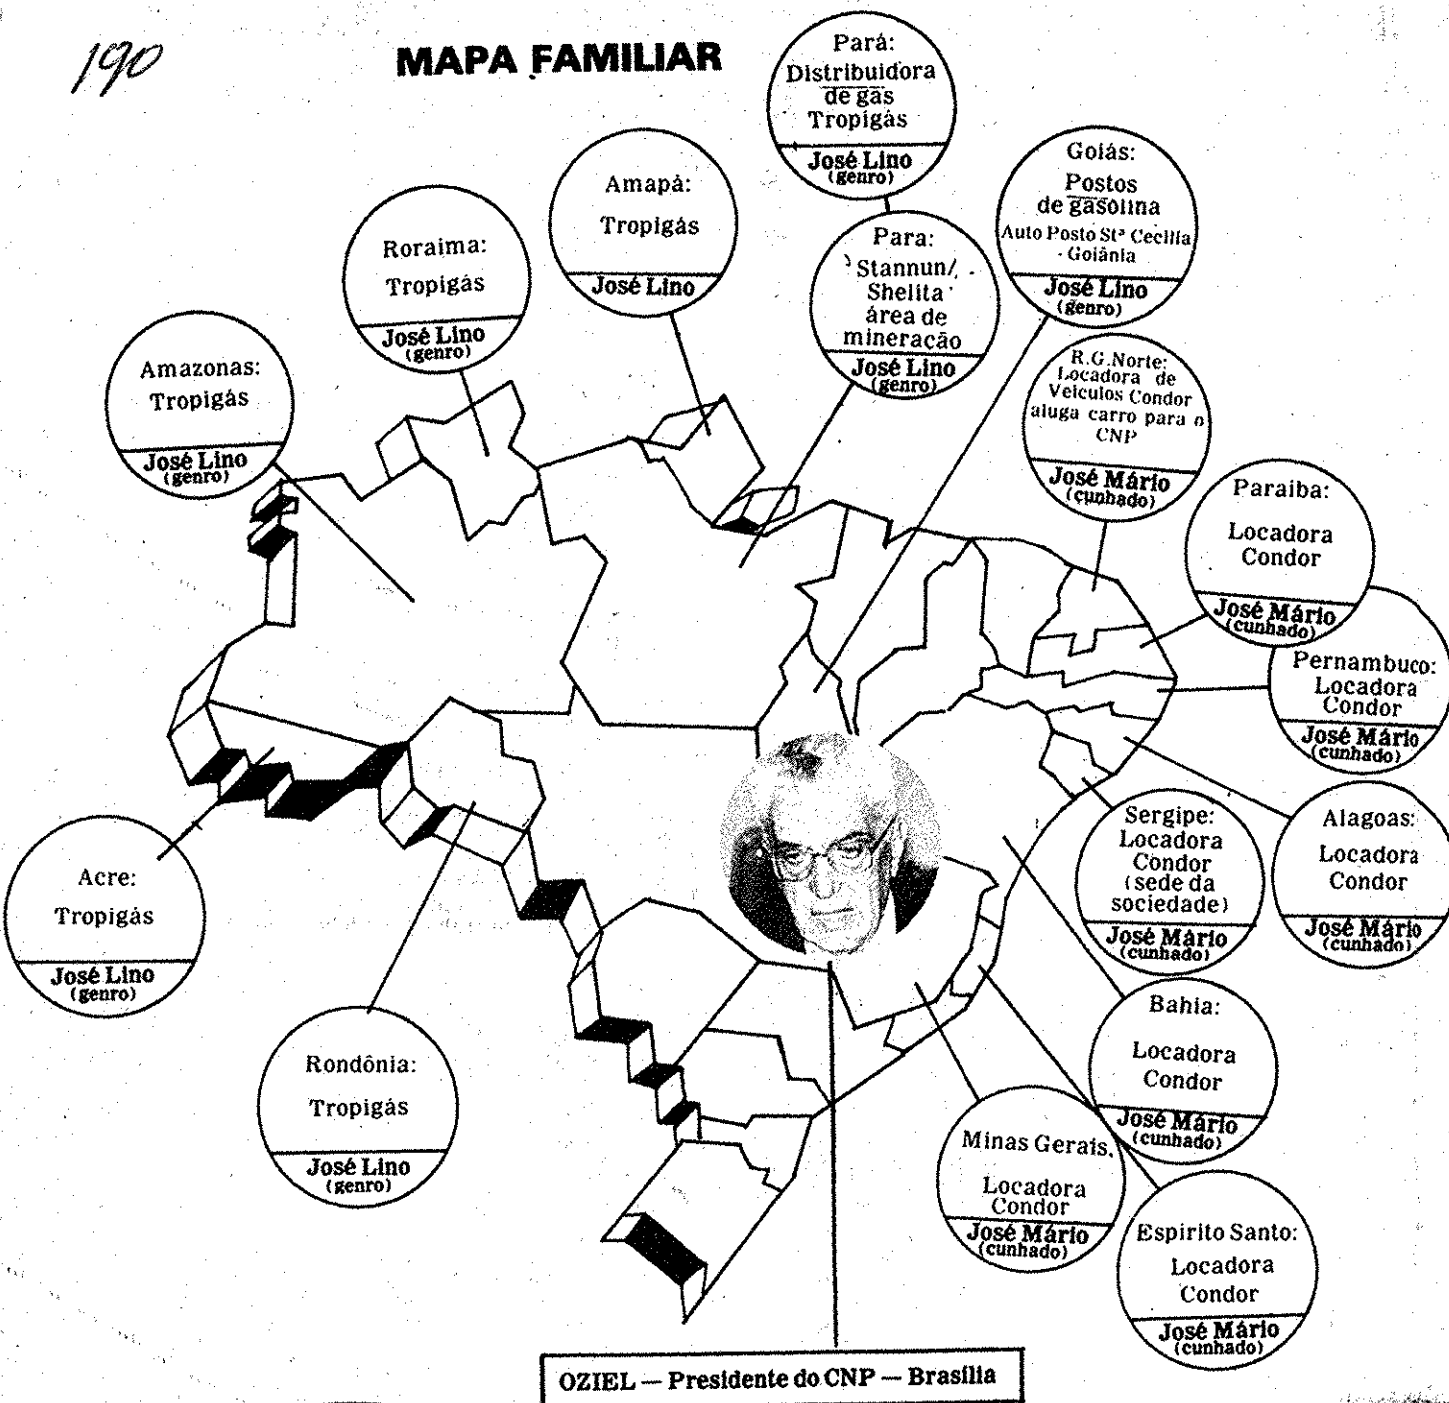 190
MAPA FAMILIAR
Pará:
Distribuidora
de gás
Tropigás
José Lino
(genro)
Goiás:
Postos
de gasolina
Auto Posto Stª Cecilia
- Goiânia
José Lino
(genro)
Amapá:
Tropigás
José Lino
Roraima:
Tropigás
José Lino
(genro)
Para:
Stannun/
Shelita
área de
mineração
José Lino
(genro)
Amazonas:
Tropigás
José Lino
(genro)
R.G.Norte:
Locadora de
Veiculos Condor
aluga carro para o
CNP
José Mário
(cunhado)
Paraiba:
Locadora
Condor
José Mário
(cunhado)
Pernambuco:
Locadora
Condor
José Mário
(cunhado)
Sergipe:
Locadora
Condor
(sede da
sociedade)
José Mário
(cunhado)
Alagoas:
Locadora
Condor
José Mário
(cunhado)
Acre:
Tropigás
José Lino
(genro)
Bahia:
Locadora
Condor
José Mário
(cunhado)
Rondônia:
Tropigás
José Lino
(genro)
Minas Gerais.
Locadora
Condor
José Mário
(cunhado)
Espirito Santo:
Locadora
Condor
José Mário
(cunhado)
OZIEL — Presidente do CNP — Brasilia